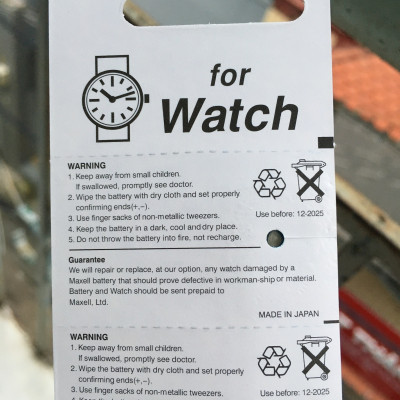 for
Watch
WARNING
1. Keep away from small children.
If swallowed, promptly see doctor.
2. Wipe the battery with dry cloth and set properly
confirming ends(+,−).
3. Use finger sacks of non-metallic tweezers.
4. Keep the battery in a dark, cool and dry place.
5. Do not throw the battery into fire, not recharge.
Use before: 12-2025
Guarantee
We will repair or replace, at our option, any watch damaged by a
Maxell battery that should prove defective in workman-ship or material.
Battery and Watch should be sent prepaid to
Maxell, Ltd.
MADE IN JAPAN
WARNING
1. Keep away from small children.
If swallowed, promptly see doctor.
2. Wipe the battery with dry cloth and set properly
confirming ends(+,−).
3. Use finger sacks of non-metallic tweezers.
Use before: 12-2025